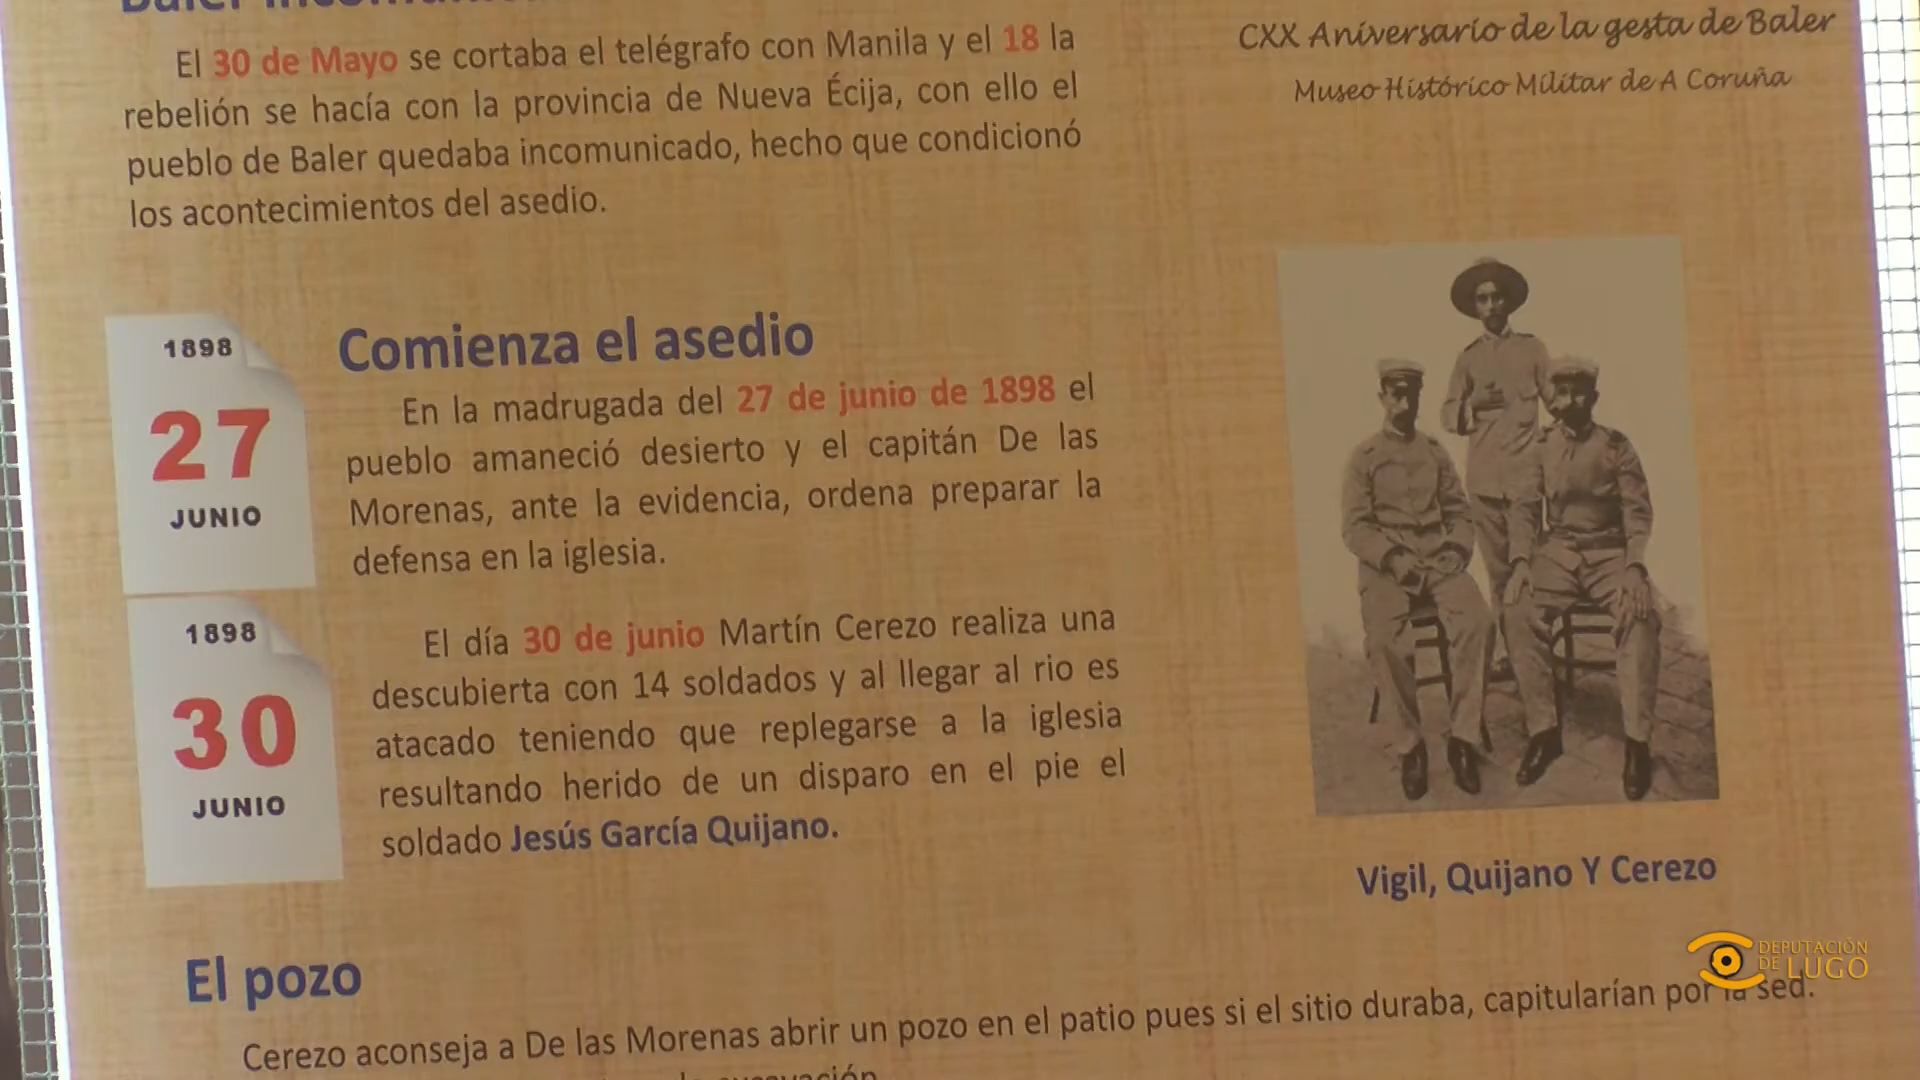 Baler
El 30 de Mayo se cortaba el telégrafo con Manila y el 18 la
rebelión se hacía con la provincia de Nueva Écija, con ello el
pueblo de Baler quedaba incomunicado, hecho que condicionó
los acontecimientos del asedio.
CXX Aniversario de la gesta de Baler
Museo Histórico Militar de A Coruña
1898
27
JUNIO
Comienza el asedio
En la madrugada del 27 de junio de 1898 el
pueblo amaneció desierto y el capitán De las
Morenas, ante la evidencia, ordena preparar la
defensa en la iglesia.
1898
30
JUNIO
El día 30 de junio Martín Cerezo realiza una
descubierta con 14 soldados y al llegar al rio es
atacado teniendo que replegarse a la iglesia
resultando herido de un disparo en el pie el
soldado Jesús García Quijano.
Vigil, Quijano Y Cerezo
DEPUTACIÓN
DE LUGO
El pozo
Cerezo aconseja a De las Morenas abrir un pozo en el patio pues si el sitio duraba, capitularían por la sed.